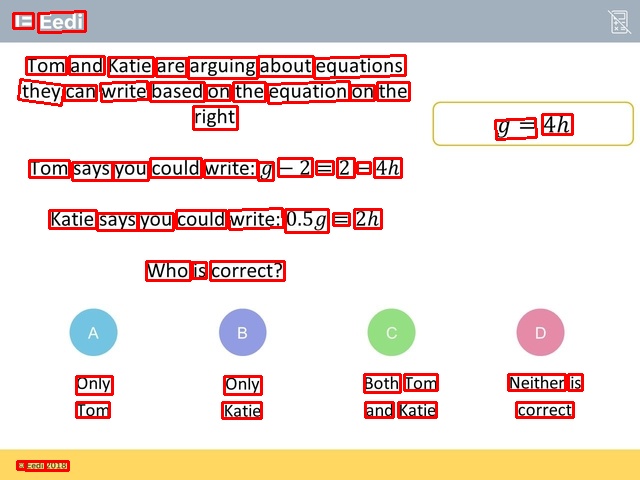 Eedi
Tom and Katie are arguing about equations
they can write based on the equation on the
right
g = 4h
Tom says you could write: g − 2 = 2 − 4h
Katie says you could write: 0.5g = 2h
Who is correct?
A
B
C
D
Only
Tom
Only
Katie
Both Tom
and Katie
Neither is
correct
© Eedi 2018